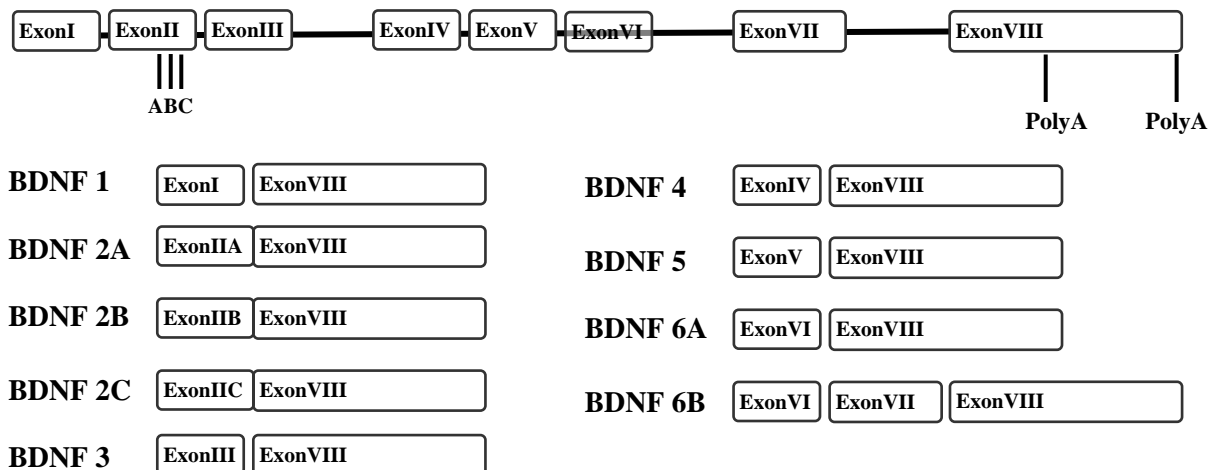 ExonI ExonII ExonIII ExonIV ExonV ExonVI ExonVII ExonVIII
ABC
PolyA PolyA
BDNF 1 ExonI ExonVIII
BDNF 2A ExonIIA ExonVIII
BDNF 2B ExonIIB ExonVIII
BDNF 2C ExonIIC ExonVIII
BDNF 3 ExonIII ExonVIII
BDNF 4 ExonIV ExonVIII
BDNF 5 ExonV ExonVIII
BDNF 6A ExonVI ExonVIII
BDNF 6B ExonVI ExonVII ExonVIII